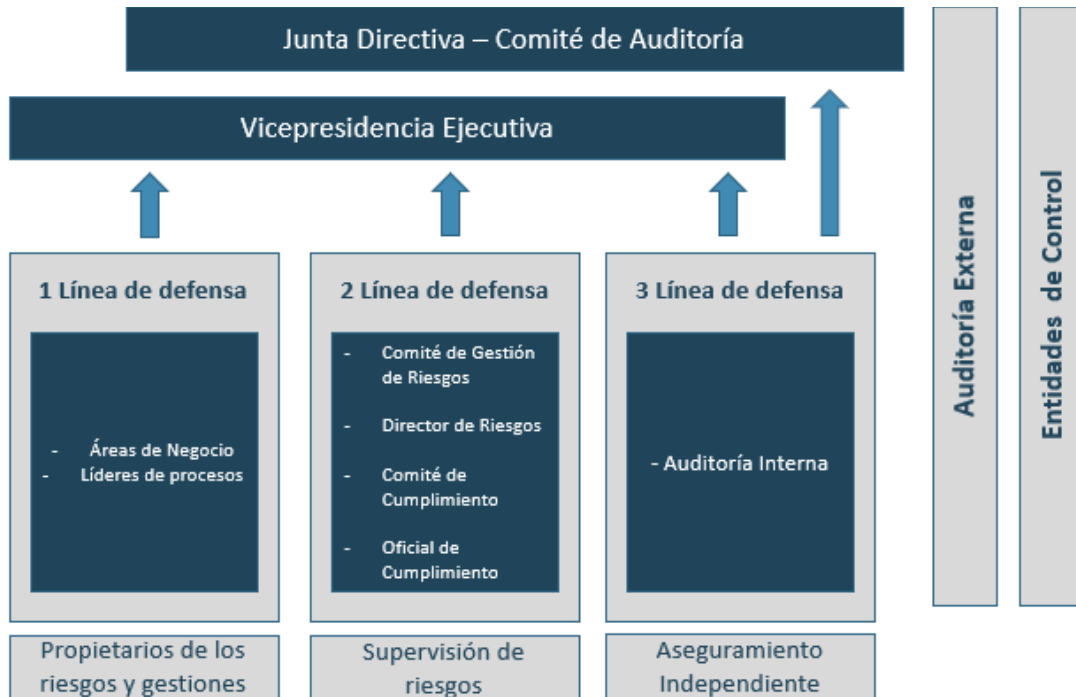 Junta Directiva – Comité de Auditoría
Vicepresidencia Ejecutiva
1 Línea de defensa
- Áreas de Negocio
- Líderes de procesos
Propietarios de los
riesgos y gestiones
2 Línea de defensa
- Comité de Gestión
de Riesgos
- Director de Riesgos
- Comité de
Cumplimiento
- Oficial de
Cumplimiento
Supervisión de
riesgos
3 Línea de defensa
- Auditoría Interna
Aseguramiento
Independiente
Auditoría Externa
Entidades de Control